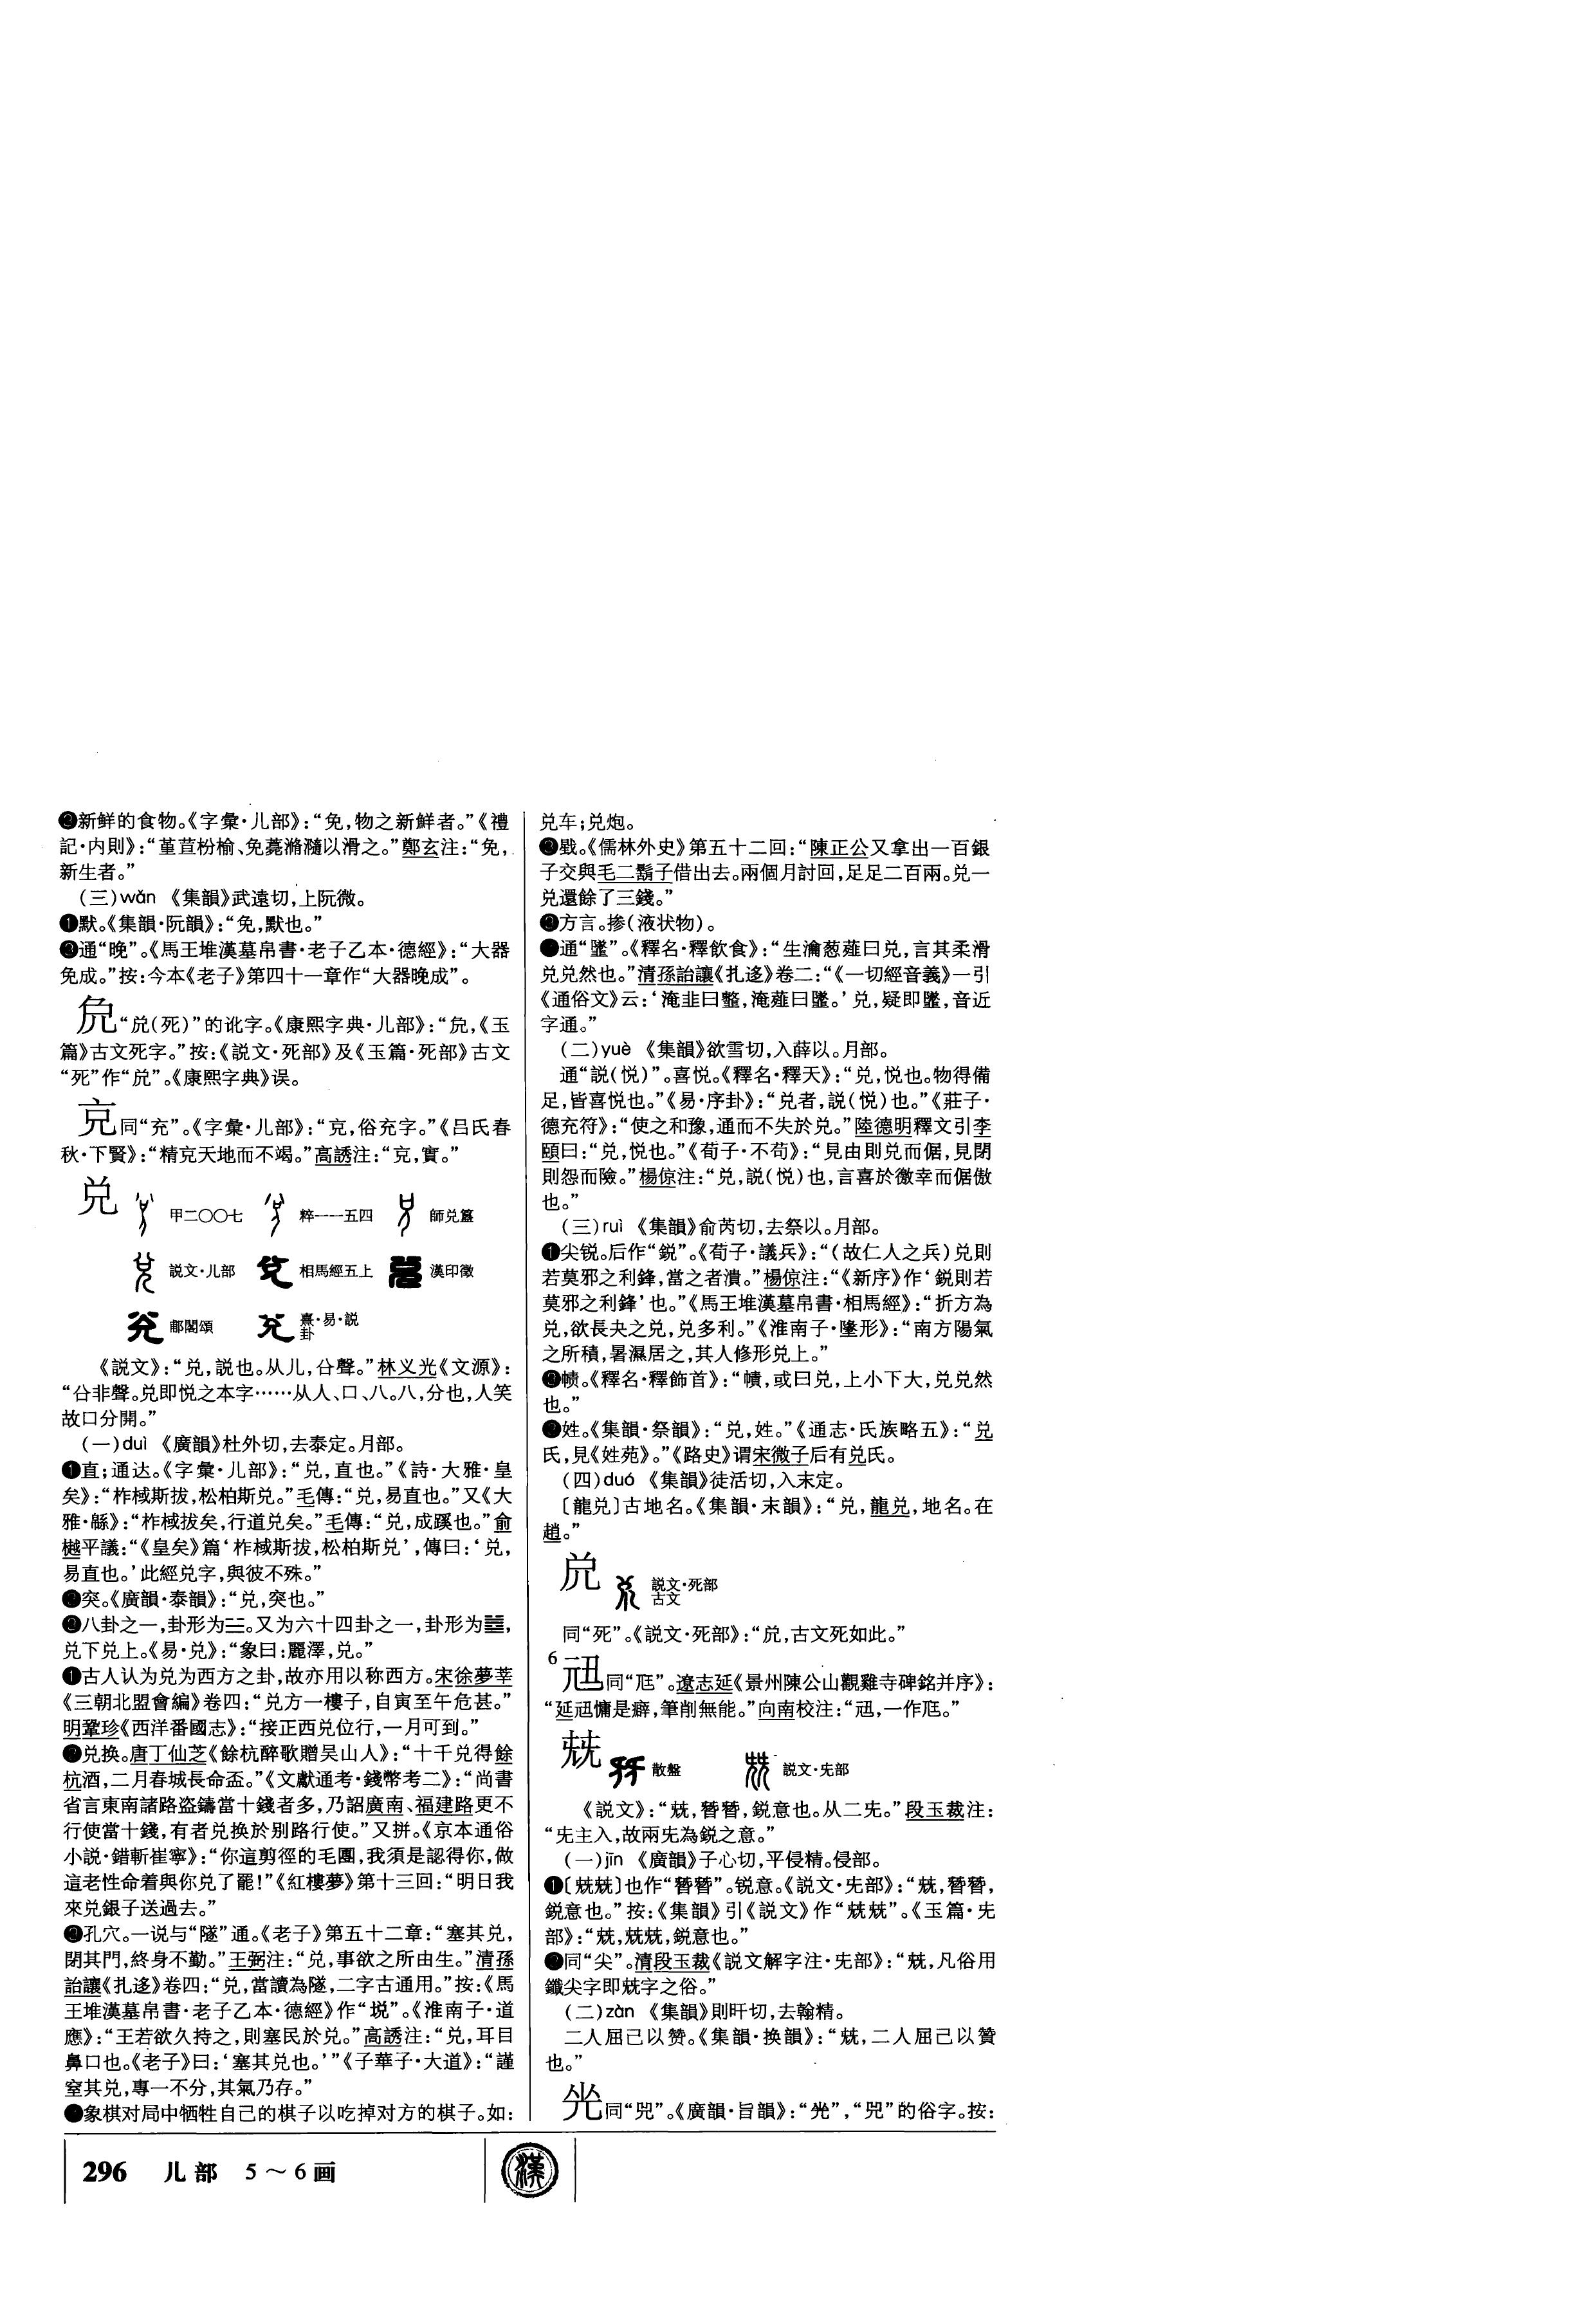 新鲜的食物。《字彙·儿部》：“免，物之新鮮者。”《禮
記·内則》：“堇荁枌榆、免薧滫瀡以滑之。”鄭玄注：“免，
新生者。”
(三)wǎn 《集韻》武遠切，上阮微。
❶默。《集韻·阮韻》：“免，默也。”
❷通“晚”。《馬王堆漢墓帛書·老子乙本·德經》：“大器
免成。”按：今本《老子》第四十一章作“大器晚成”。
“𠑾(死)”的讹字。《康熙字典·儿部》：“，《玉
篇》古文死字。”按：《説文·死部》及《玉篇·死部》古文
“死”作“”。《康熙字典》误。
㐬同“充”。《字彙·儿部》：“，俗充字。”《吕氏春
秋·下賢》：“精充天地而不竭。”高誘注：“充，實。”
兑 甲二〇〇七 粹一一五四 師兑簋
説文·儿部 相馬經五上 漢印徵
郙閣頌 熹·易·説卦
《説文》：“兑，説也。从儿，㕣聲。”林义光《文源》：
“㕣非聲。兑即悦之本字……从人、口、八。八，分也，人笑
故口分開。”
(一)duì 《廣韻》杜外切，去泰定。月部。
❶直；通达。《字彙·儿部》：“兑，直也。”《詩·大雅·皇
矣》：“柞棫斯拔，松柏斯兑。”毛傳：“兑，易直也。”又《大
雅·緜》：“柞棫拔矣，行道兑矣。”毛傳：“兑，成蹊也。”俞
樾平議：“《皇矣》篇‘柞棫斯拔，松柏斯兑’，傳曰：‘兑，
易直也。’此經兑字，與彼不殊。”
突。《廣韻·泰韻》：“兑，突也。”
八卦之一，卦形为☱。又为六十四卦之一，卦形为䷹，
兑下兑上。《易·兑》：“象曰：麗澤，兑。”
古人认为兑为西方之卦，故亦用以称西方。宋徐夢莘
《三朝北盟會編》卷四：“兑方一樓子，自寅至午危甚。”
明鞏珍《西洋番國志》：“接正西兑位行，一月可到。”
兑换。唐丁仙芝《餘杭醉歌贈吴山人》：“十千兑得餘
杭酒，二月春城長命盃。”《文獻通考·錢幣考二》：“尚書
省言東南諸路盗鑄當十錢者多，乃詔廣南、福建路更不
行使當十錢，有者兑换於别路行使。”又拼。《京本通俗
小説·錯斬崔寧》：“你這剪徑的毛團，我須是認得你，做
這老性命着與你兑了罷！”《紅樓夢》第十三回：“明日我
來兑銀子送過去。”
孔穴。一说与“隧”通。《老子》第五十二章：“塞其兑，
閉其門，終身不勤。”王弼注：“兑，事欲之所由生。”清孫
詒讓《札迻》卷四：“兑，當讀為隧，二字古通用。”按：《馬
王堆漢墓帛書·老子乙本·德經》作“㙂”。《淮南子·道
應》：“王若欲久持之，則塞民於兑。”高誘注：“兑，耳目
鼻口也。《老子》曰：‘塞其兑也。’”《子華子·大道》：“謹
窒其兑，專一不分，其氣乃存。”
象棋对局中牺牲自己的棋子以吃掉对方的棋子。如：
兑车；兑炮。
戥。《儒林外史》第五十二回：“陳正公又拿出一百銀
子交與毛二鬍子借出去。兩個月討回，足足二百兩。兑一
兑還餘了三錢。”
方言。掺(液状物)。
通“”。《釋名·釋飲食》：“生瀹葱薤曰兑，言其柔滑
兑兑然也。”清孫詒讓《札迻》卷二：“《一切經音義》一引
《通俗文》云：‘淹韭曰，淹薤曰。’兑，疑即，音近
字通。”
(二)yuè 《集韻》欲雪切，入薛以。月部。
通“説(悦)”。喜悦。《釋名·釋天》：“兑，悦也。物得備
足，皆喜悦也。”《易·序卦》：“兑者，説(悦)也。”《莊子·
德充符》：“使之和豫，通而不失於兑。”陸德明釋文引李
頤曰：“兑，悦也。”《荀子·不苟》：“見由則兑而倨，見閉
則怨而險。”楊倞注：“兑，説(悦)也，言喜於徼幸而倨傲
也。”
(三)ruì 《集韻》俞芮切，去祭以。月部。
❶尖锐。后作“鋭”。《荀子·議兵》：“(故仁人之兵)兑則
若莫邪之利鋒，當之者潰。”楊倞注：“《新序》作‘鋭則若
莫邪之利鋒’也。”《馬王堆漢墓帛書·相馬經》：“折方為
兑，欲長夬之兑，兑多利。”《淮南子·墬形》：“南方陽氣
之所積，暑濕居之，其人修形兑上。”
帻。《釋名·釋飾首》：“幘，或曰兑，上小下大，兑兑然
也。”
姓。《集韻·祭韻》：“兑，姓。”《通志·氏族略五》：“兑
氏，見《姓苑》。”《路史》谓宋微子后有兑氏。
(四)duó 《集韻》徒活切，入末定。
〔龍兑〕古地名。《集韻·末韻》：“兑，龍兑，地名。在
趙。”
説文·死部古文
同“死”。《説文·死部》：“，古文死如此。”
6 同“尫”。遼志延《景州陳公山觀雞寺碑銘并序》：
“延慵是癖，筆削無能。”向南校注：“，一作尫。”
兓 散盤 説文·兂部
《説文》：“兓，朁朁，鋭意也。从二兂。”段玉裁注：
“兂主入，故兩兂為鋭之意。”
(一)jīn 《廣韻》子心切，平侵精。侵部。
❶〔兓兓〕也作“朁朁”。锐意。《説文·兂部》：“兓，朁朁，
鋭意也。”按：《集韻》引《説文》作“兓兓”。《玉篇·兂
部》：“兓，兓兓，鋭意也。”
同“尖”。清段玉裁《説文解字注·兂部》：“兓，凡俗用
鑯尖字即兓字之俗。”
(二)zàn 《集韻》則旰切，去翰精。
二人屈己以赞。《集韻·换韻》：“兓，二人屈己以贊
也。”
同“兕”。《廣韻·旨韻》：“”，“兕”的俗字。按：
296 儿部 5～6画
漢